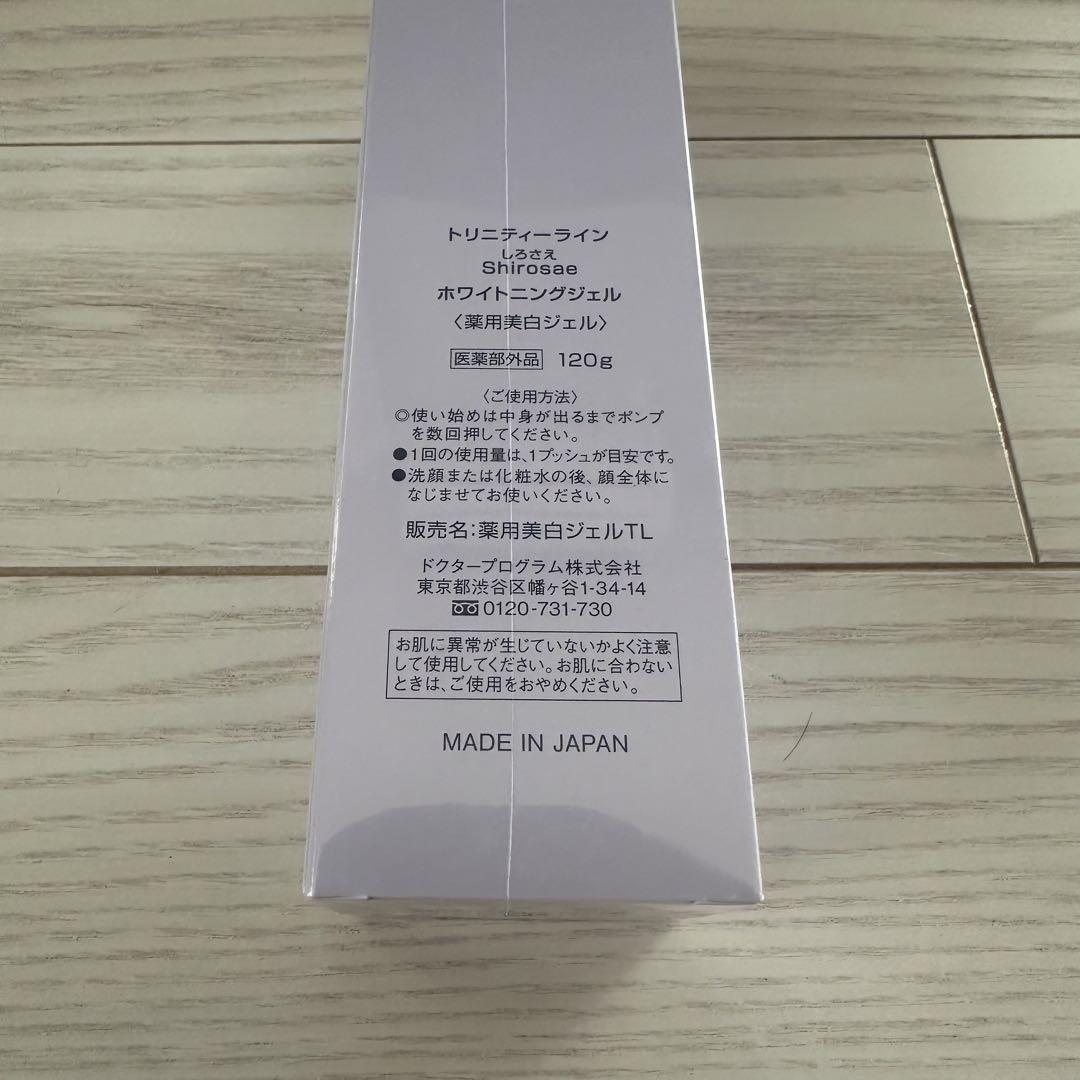 トリニティーライン
しろさえ
Shirosae
ホワイトニングジェル
〈薬用美白ジェル〉
医薬部外品 120g
〈ご使用方法〉
◎使い始めは中身が出るまでポンプ
を数回押してください。
●1回の使用量は、1プッシュが目安です。
●洗顔または化粧水の後、顔全体に
なじませてお使いください。
販売名:薬用美白ジェルTL
ドクタープログラム株式会社
東京都渋谷区幡ヶ谷1-34-14
0120-731-730
お肌に異常が生じていないかよく注意
して使用してください。お肌に合わない
ときは、ご使用をおやめください。
MADE IN JAPAN